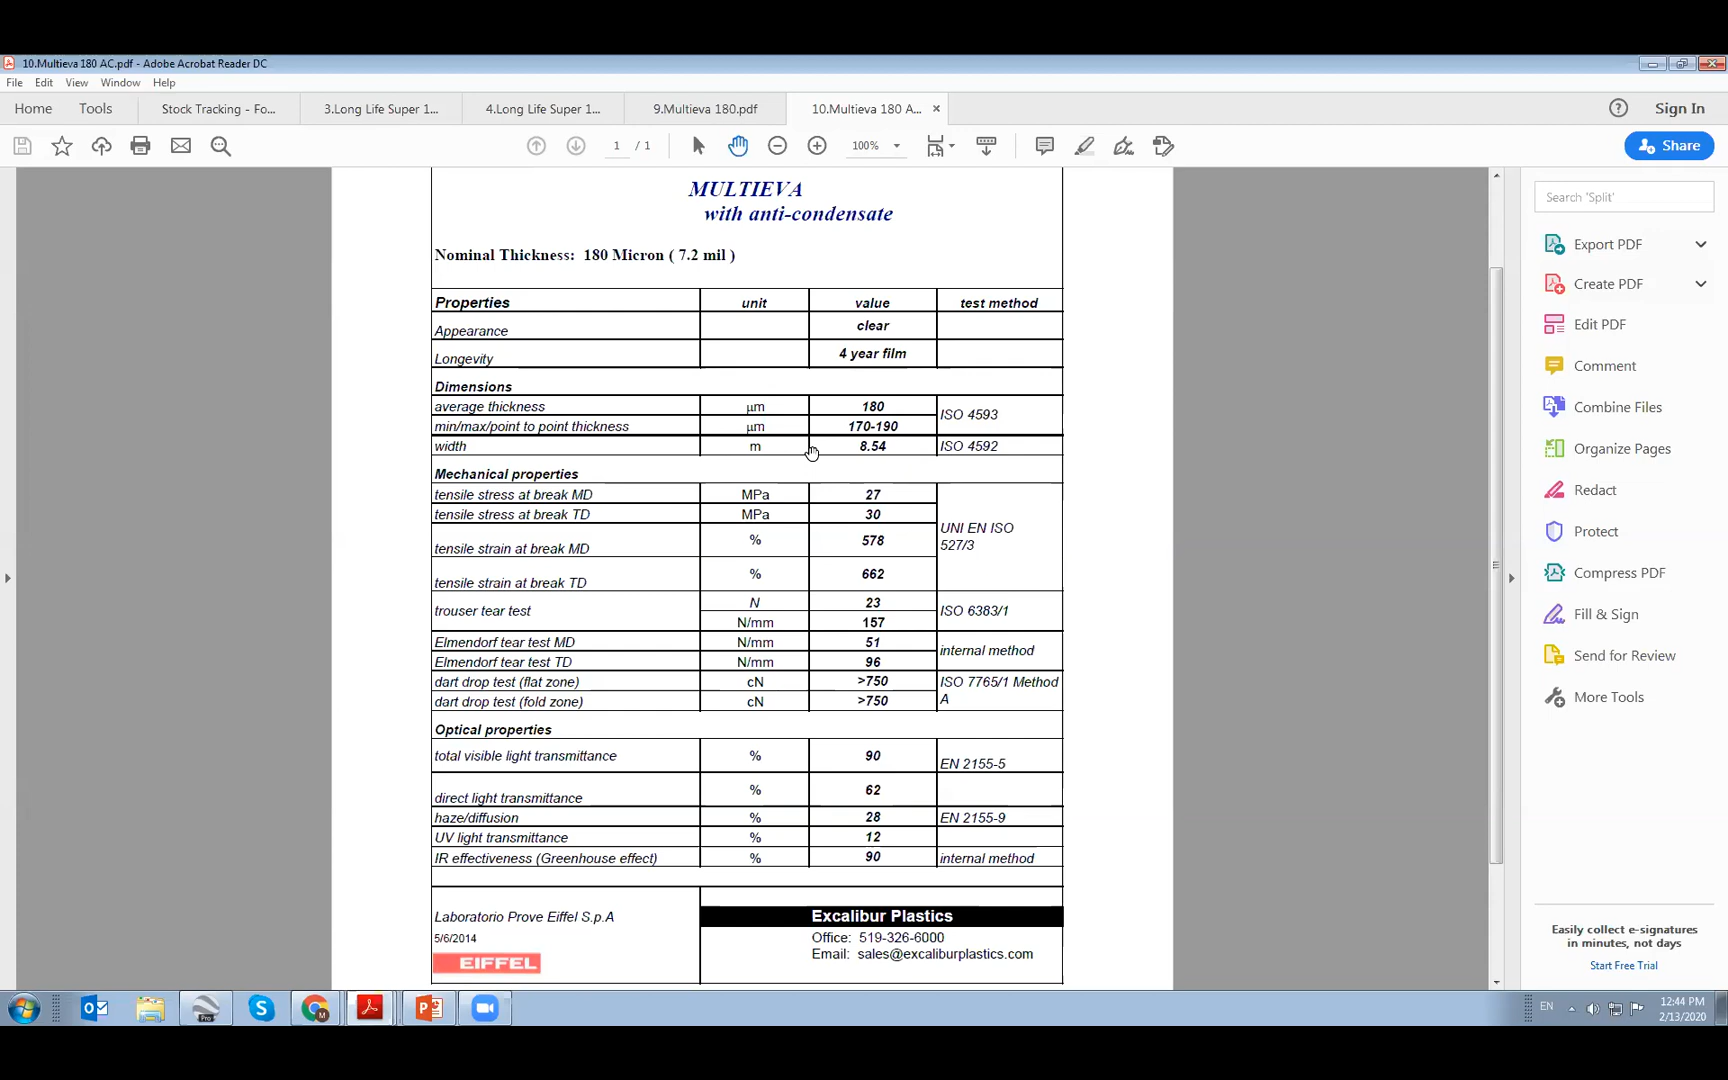 10.Multieva 180 AC.pdf - Adobe Acrobat Reader DC
File Edit View Window Help
Home Tools Stock Tracking - Fo... 3.Long Life Super 1... 4.Long Life Super 1... 9.Multieva 180.pdf 10.Multieva 180 A... × Sign In
1 / 1 100% Share
MULTIEVA
with anti-condensate
Nominal Thickness: 180 Micron ( 7.2 mil )
Properties unit value test method
Appearance clear
Longevity 4 year film
Dimensions
average thickness µm 180 ISO 4593
min/max/point to point thickness µm 170-190
width m 8.54 ISO 4592
Mechanical properties
tensile stress at break MD MPa 27 UNI EN ISO 527/3
tensile stress at break TD MPa 30
tensile strain at break MD % 578
tensile strain at break TD % 662
trouser tear test N 23 ISO 6383/1
N/mm 157
Elmendorf tear test MD N/mm 51 internal method
Elmendorf tear test TD N/mm 96
dart drop test (flat zone) cN >750 ISO 7765/1 Method A
dart drop test (fold zone) cN >750
Optical properties
total visible light transmittance % 90 EN 2155-5
direct light transmittance % 62
haze/diffusion % 28 EN 2155-9
UV light transmittance % 12
IR effectiveness (Greenhouse effect) % 90 internal method
Laboratorio Prove Eiffel S.p.A
5/6/2014
EIFFEL
Excalibur Plastics
Office: 519-326-6000
Email: sales@excaliburplastics.com
Search 'Split'
Export PDF
Create PDF
Edit PDF
Comment
Combine Files
Organize Pages
Redact
Protect
Compress PDF
Fill & Sign
Send for Review
More Tools
Easily collect e-signatures
in minutes, not days
Start Free Trial
EN 12:44 PM
2/13/2020